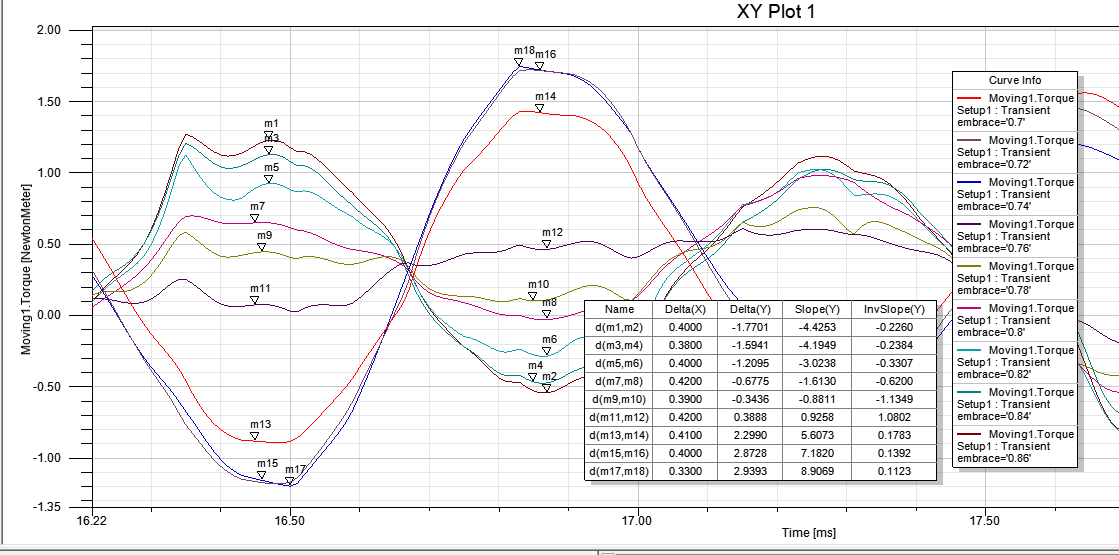 XY Plot 1
2.00
1.50
1.00
0.50
0.00
-0.50
-1.00
-1.35
Moving1.Torque [NewtonMeter]
16.22
16.50
17.00
17.50
Time [ms]
m1
m3
m5
m7
m9
m11
m13
m15
m17
m18
m16
m14
m12
m10
m8
m6
m4
m2
Curve Info
Moving1.Torque
Setup1 : Transient
embrace='0.7'
Moving1.Torque
Setup1 : Transient
embrace='0.72'
Moving1.Torque
Setup1 : Transient
embrace='0.74'
Moving1.Torque
Setup1 : Transient
embrace='0.76'
Moving1.Torque
Setup1 : Transient
embrace='0.78'
Moving1.Torque
Setup1 : Transient
embrace='0.8'
Moving1.Torque
Setup1 : Transient
embrace='0.82'
Moving1.Torque
Setup1 : Transient
embrace='0.84'
Moving1.Torque
Setup1 : Transient
embrace='0.86'
Name Delta(X) Delta(Y) Slope(Y) InvSlope(Y)
d(m1,m2) 0.4000 -1.7701 -4.4253 -0.2260
d(m3,m4) 0.3800 -1.5941 -4.1949 -0.2384
d(m5,m6) 0.4000 -1.2095 -3.0238 -0.3307
d(m7,m8) 0.4200 -0.6775 -1.6130 -0.6200
d(m9,m10) 0.3900 -0.3436 -0.8811 -1.1349
d(m11,m12) 0.4200 0.3888 0.9258 1.0802
d(m13,m14) 0.4100 2.2990 5.6073 0.1783
d(m15,m16) 0.4000 2.8728 7.1820 0.1392
d(m17,m18) 0.3300 2.9393 8.9069 0.1123